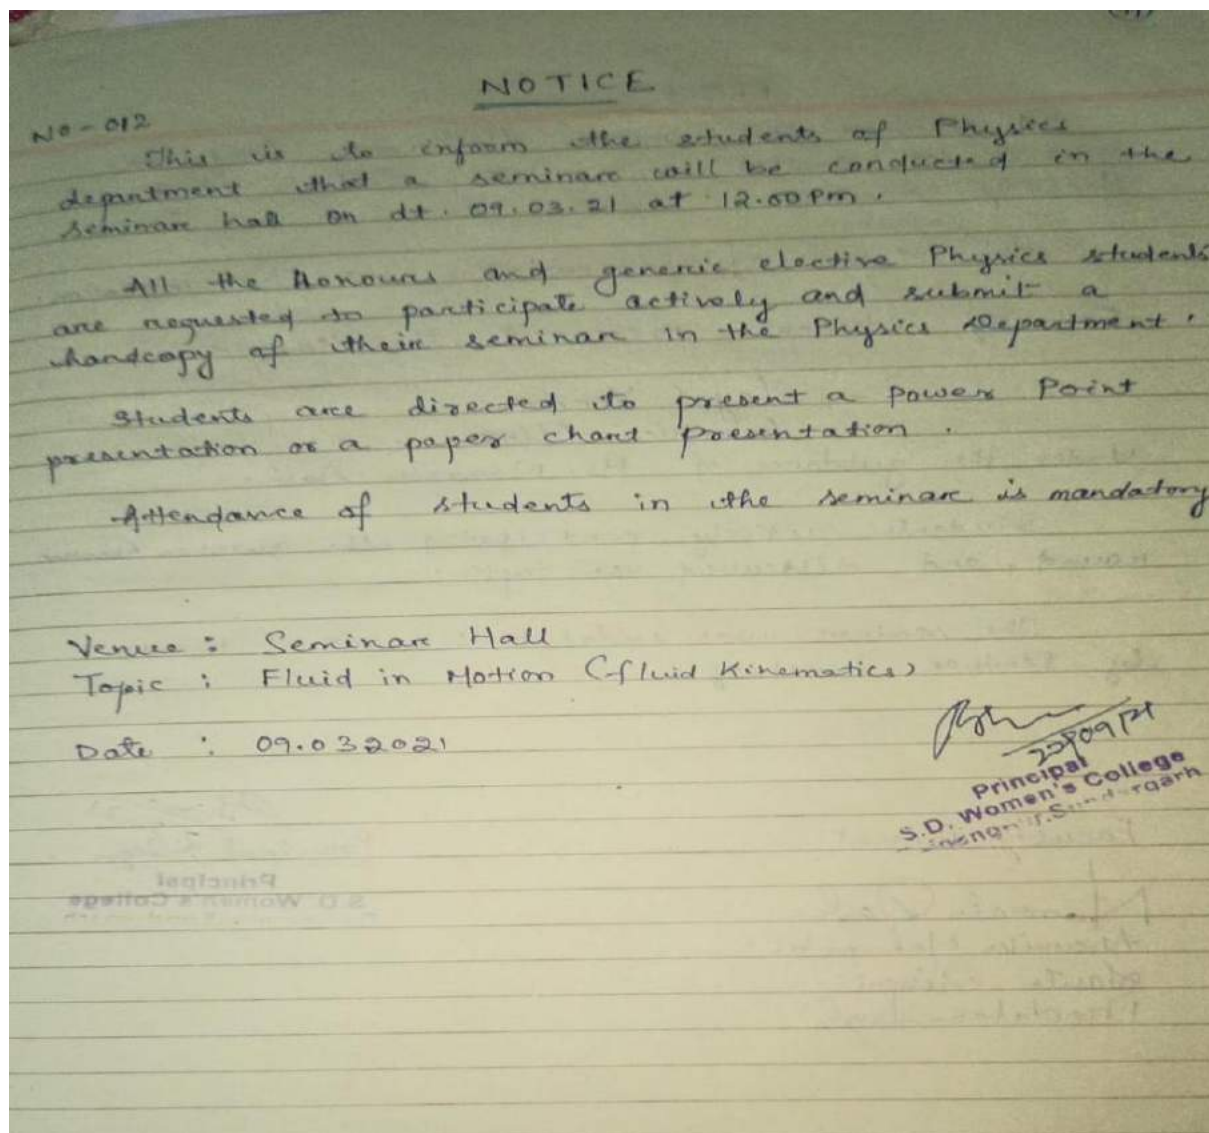 NOTICE
NO-012
This is to inform the students of Physics
department that a seminar will be conducted in the
seminar hall on dt. 09.03.21 at 12.00 Pm.
All the Honours and generic elective Physics students
are requested to participate actively and submit a
hardcopy of their seminar in the Physics Department.
Students are directed to present a Power Point
presentation or a paper chart presentation.
Attendance of students in the seminar is mandatory
Venue : Seminar Hall
Topic : Fluid in Motion (fluid Kinematics)
Date : 09.032021
Principal
S.D. Women's College